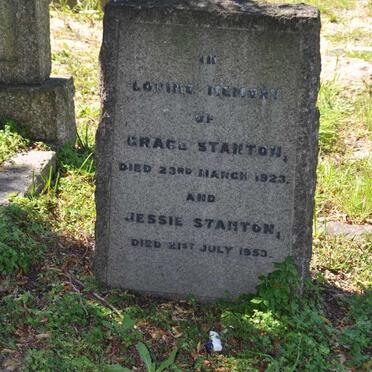 IN
LOVING MEMORY
OF
GRACE STANTON,
DIED 23RD MARCH 1923.
AND
JESSIE STANTON,
DIED 21ST JULY 1953.